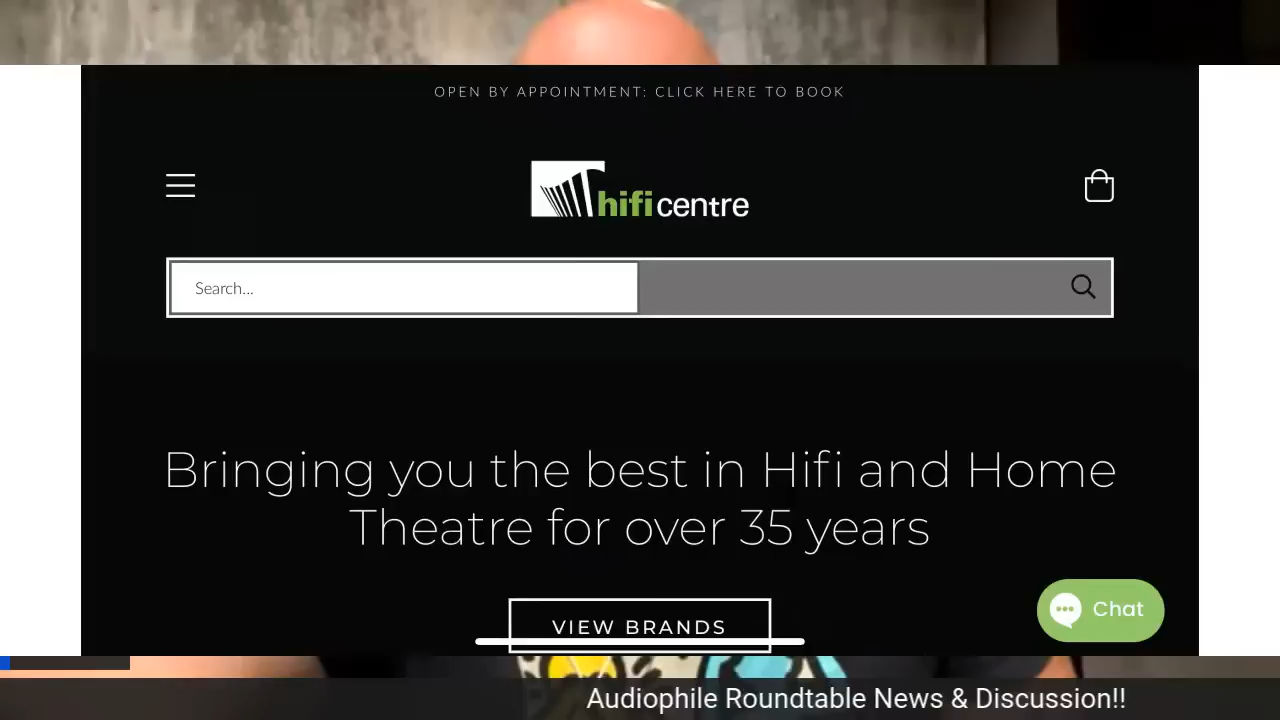 OPEN BY APPOINTMENT: CLICK HERE TO BOOK
hifi centre
Search...
Bringing you the best in Hifi and Home
Theatre for over 35 years
VIEW BRANDS
Chat
Audiophile Roundtable News & Discussion!!